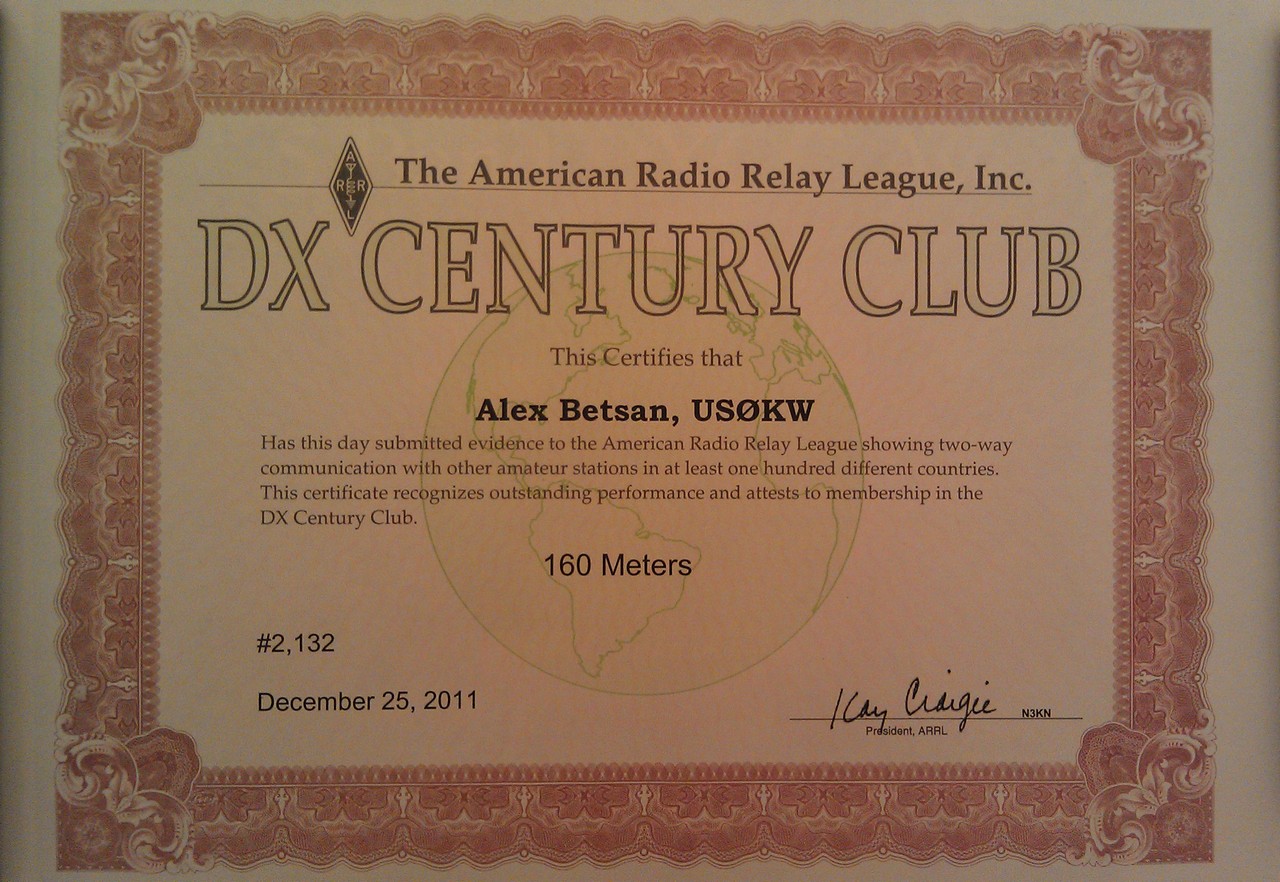 The American Radio Relay League, Inc.
ARRL
DX CENTURY CLUB
This Certifies that
Alex Betsan, USØKW
Has this day submitted evidence to the American Radio Relay League showing two-way
communication with other amateur stations in at least one hundred different countries.
This certificate recognizes outstanding performance and attests to membership in the
DX Century Club.
160 Meters
#2,132
December 25, 2011
Kay Craigie N3KN
President, ARRL